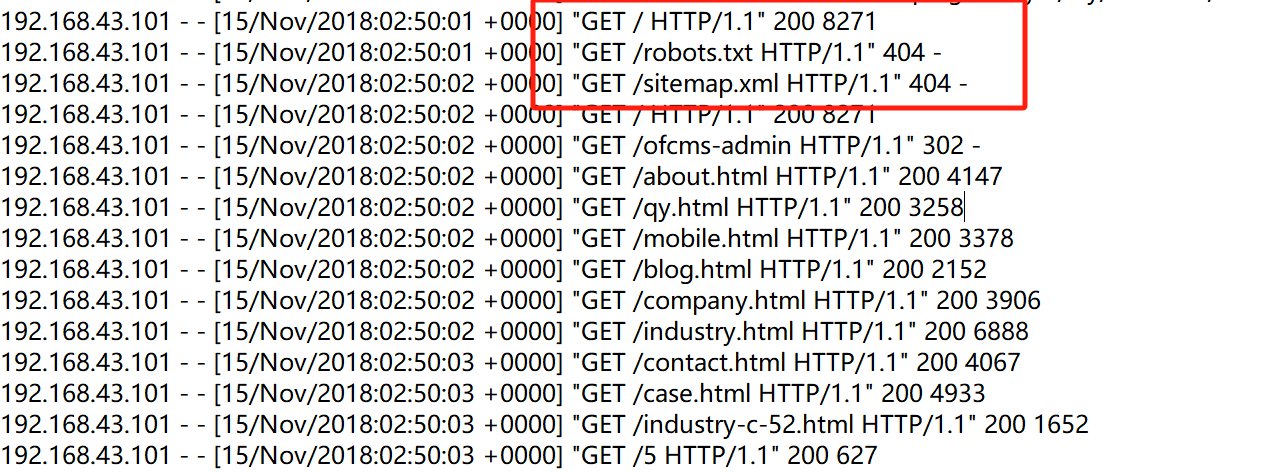 192.168.43.101 - - [15/Nov/2018:02:50:01 +0000] "GET / HTTP/1.1" 200 8271
192.168.43.101 - - [15/Nov/2018:02:50:01 +0000] "GET /robots.txt HTTP/1.1" 404 -
192.168.43.101 - - [15/Nov/2018:02:50:02 +0000] "GET /sitemap.xml HTTP/1.1" 404 -
192.168.43.101 - - [15/Nov/2018:02:50:02 +0000] "GET / HTTP/1.1" 200 8271
192.168.43.101 - - [15/Nov/2018:02:50:02 +0000] "GET /ofcms-admin HTTP/1.1" 302 -
192.168.43.101 - - [15/Nov/2018:02:50:02 +0000] "GET /about.html HTTP/1.1" 200 4147
192.168.43.101 - - [15/Nov/2018:02:50:02 +0000] "GET /qy.html HTTP/1.1" 200 3258
192.168.43.101 - - [15/Nov/2018:02:50:02 +0000] "GET /mobile.html HTTP/1.1" 200 3378
192.168.43.101 - - [15/Nov/2018:02:50:02 +0000] "GET /blog.html HTTP/1.1" 200 2152
192.168.43.101 - - [15/Nov/2018:02:50:02 +0000] "GET /company.html HTTP/1.1" 200 3906
192.168.43.101 - - [15/Nov/2018:02:50:02 +0000] "GET /industry.html HTTP/1.1" 200 6888
192.168.43.101 - - [15/Nov/2018:02:50:03 +0000] "GET /contact.html HTTP/1.1" 200 4067
192.168.43.101 - - [15/Nov/2018:02:50:03 +0000] "GET /case.html HTTP/1.1" 200 4933
192.168.43.101 - - [15/Nov/2018:02:50:03 +0000] "GET /industry-c-52.html HTTP/1.1" 200 1652
192.168.43.101 - - [15/Nov/2018:02:50:03 +0000] "GET /5 HTTP/1.1" 200 627